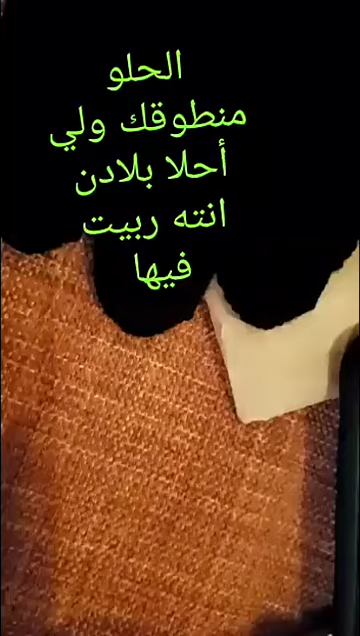 الحلو
منطوقك ولي
أحلا بلادن
انته ربيت
فيها